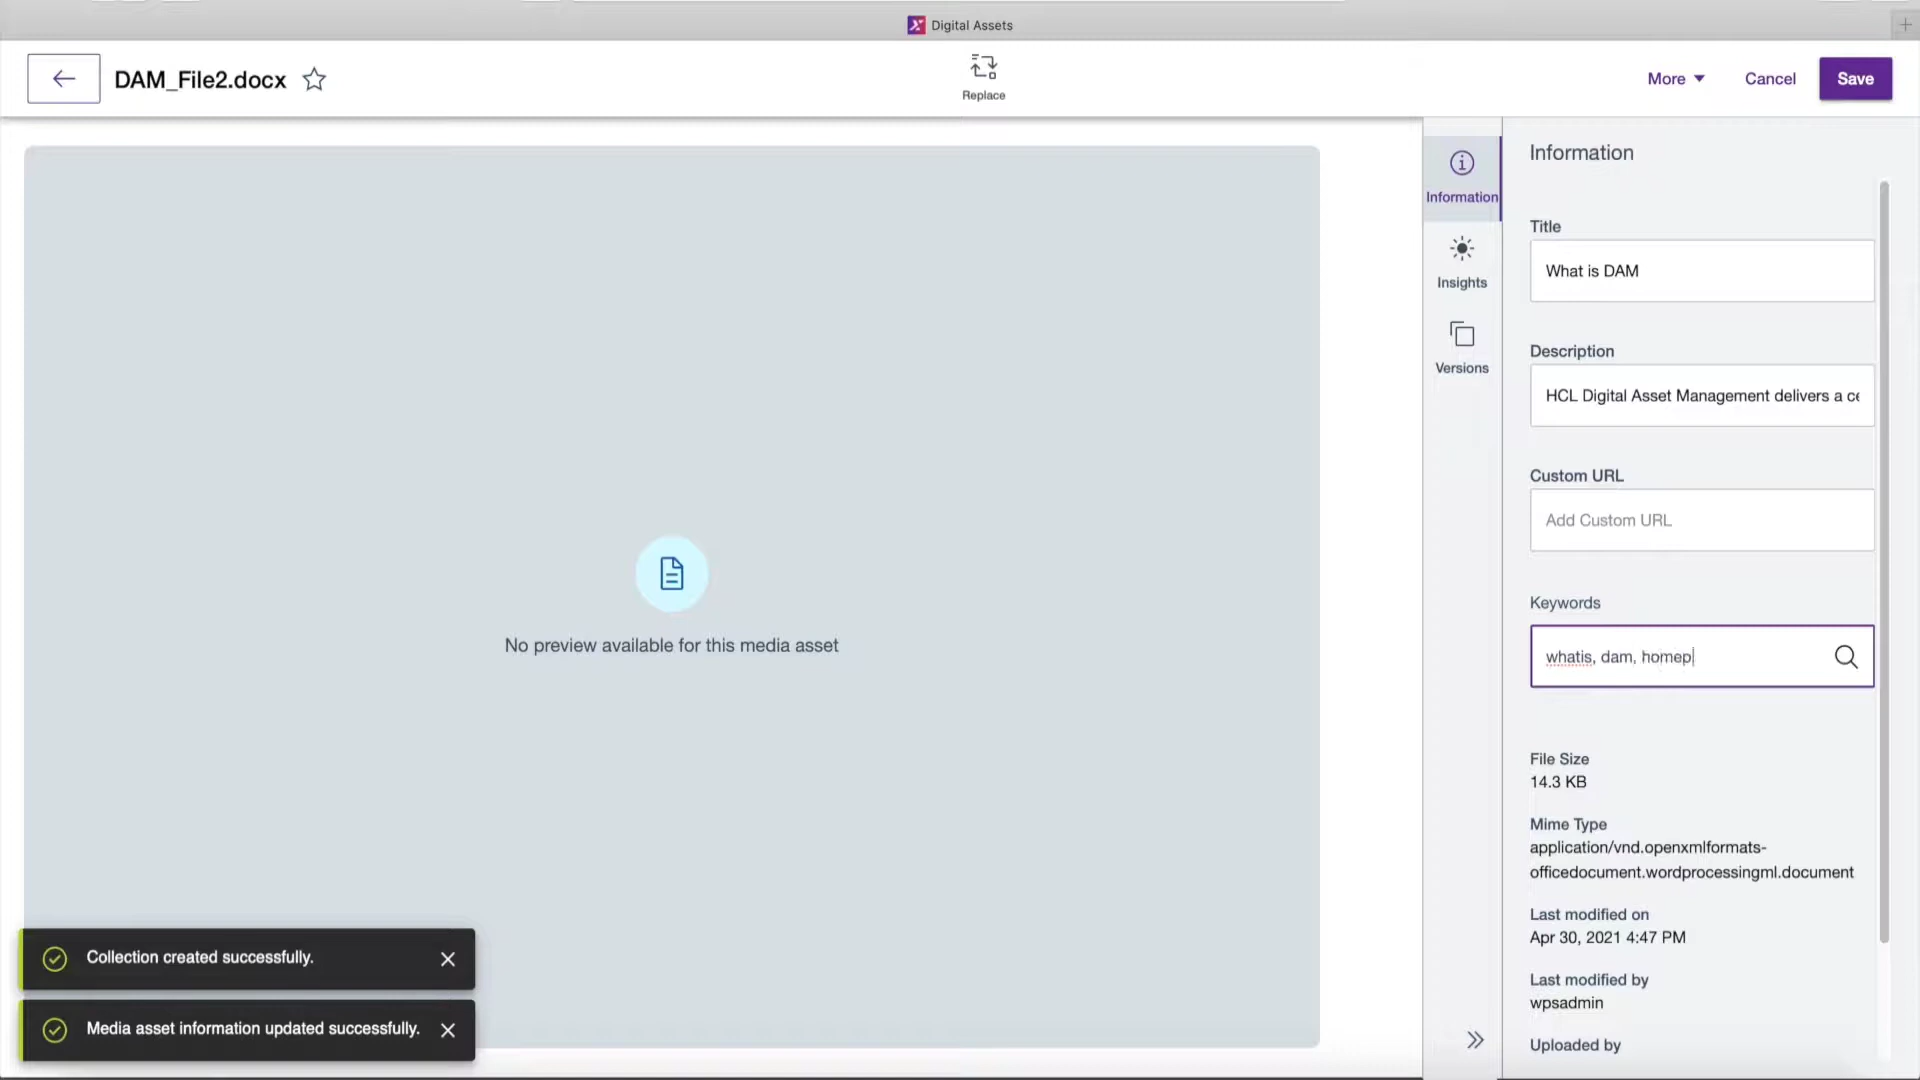 Digital Assets
DAM_File2.docx
Replace
More
Cancel
Save
Information
Insights
Versions
Information
Title
What is DAM
Description
HCL Digital Asset Management delivers a ce
Custom URL
Add Custom URL
Keywords
whatis, dam, homep
File Size
14.3 KB
Mime Type
application/vnd.openxmlformats-
officedocument.wordprocessingml.document
Last modified on
Apr 30, 2021 4:47 PM
Last modified by
wpsadmin
Uploaded by
No preview available for this media asset
Collection created successfully.
Media asset information updated successfully.